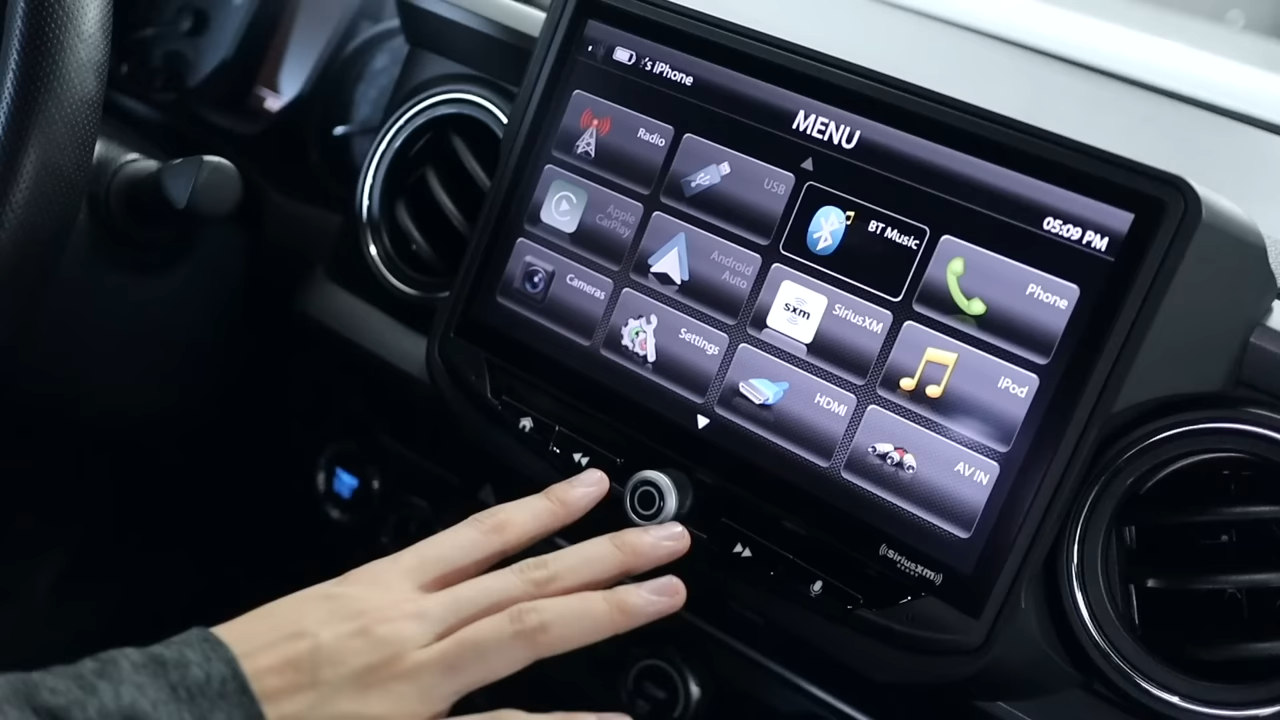 's iPhone
MENU
05:09 PM
Radio
USB
BT Music
Phone
Apple
CarPlay
Android
Auto
SiriusXM
sxm
iPod
Cameras
Settings
HDMI
AV IN
((SiriusXM))
READY